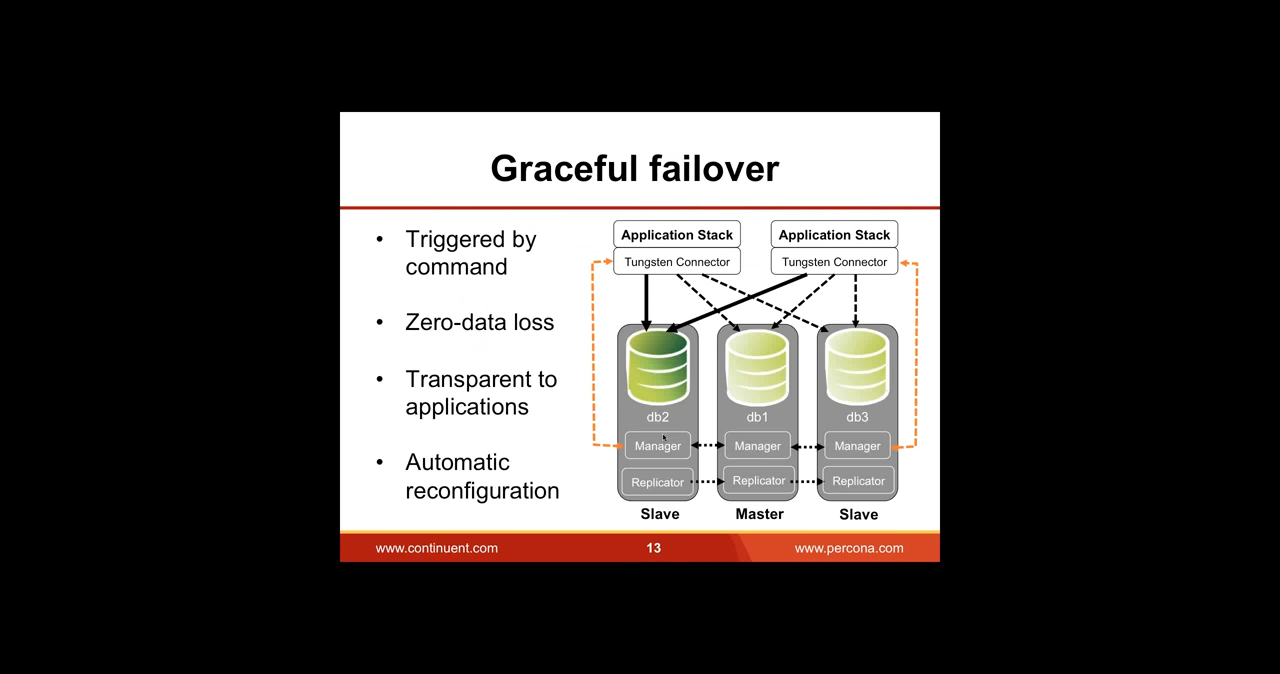 Graceful failover
• Triggered by
command
• Zero-data loss
• Transparent to
applications
• Automatic
reconfiguration
Application Stack
Tungsten Connector
Application Stack
Tungsten Connector
db2
db1
db3
Manager
Manager
Manager
Replicator
Replicator
Replicator
Slave
Master
Slave
www.continuent.com
13
www.percona.com